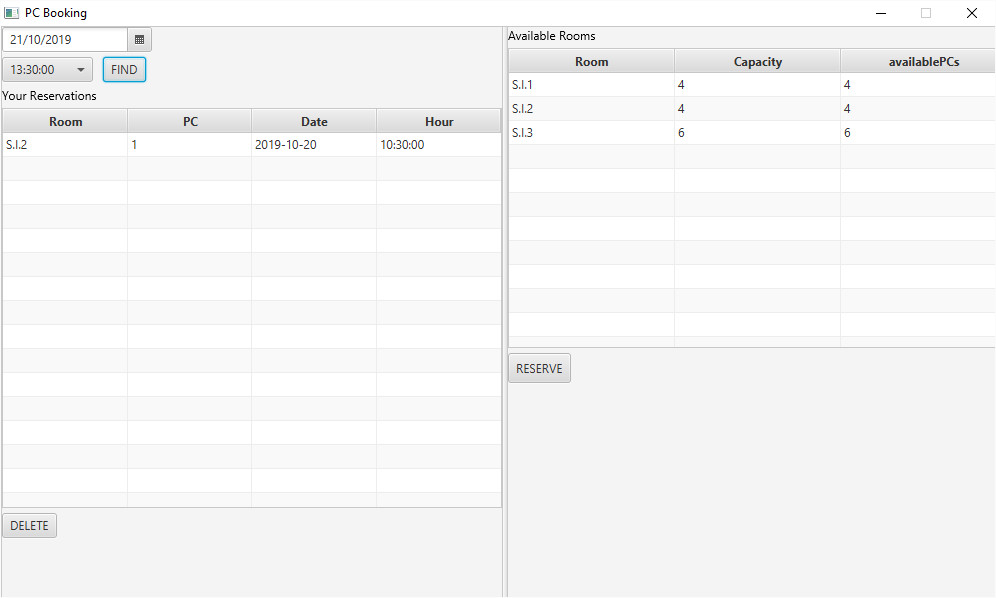 PC Booking
21/10/2019
13:30:00 FIND
Your Reservations
Room PC Date Hour
S.I.2 1 2019-10-20 10:30:00
DELETE
Available Rooms
Room Capacity availablePCs
S.I.1 4 4
S.I.2 4 4
S.I.3 6 6
RESERVE